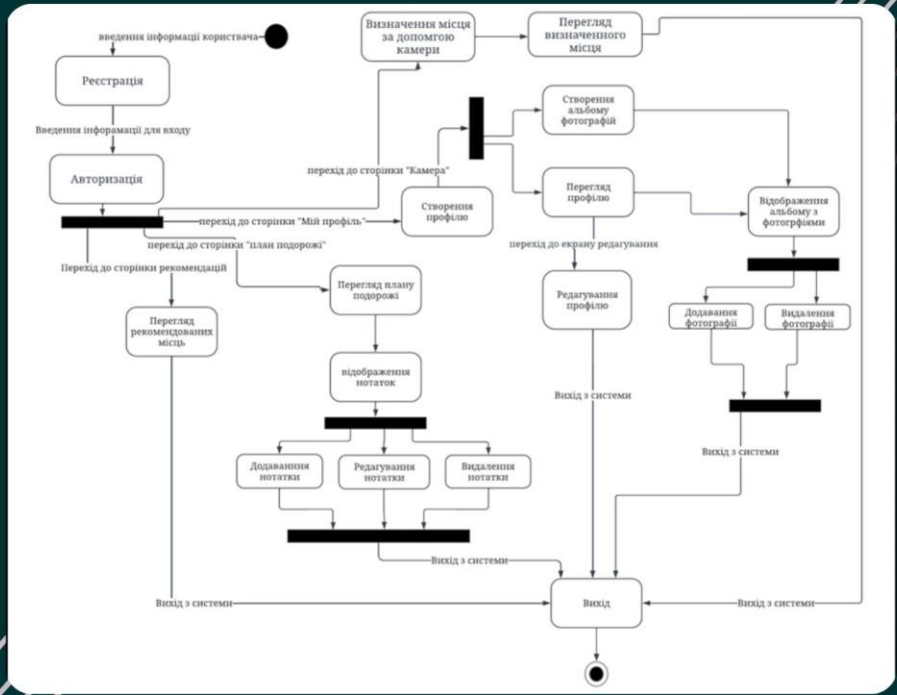 введення інформації користвача
Реєстрація
Введення інфорамації для входу
Авторизація
Визначення місця
за допомгою
камери
Перегляд
визначенного
місця
перехід до сторінки "Камера"
перехід до сторінки "Мій профіль"
перехід до сторінки "план подорожі"
Перехід до сторінки рекомендацій
Створення
профілю
Створення
альбому
фотографій
Перегляд
профілю
Відображення
альбому з
фотогрфіями
перехід до екрану редагування
Редагування
профілю
Додавання
фотографії
Видалення
фотографії
Перегляд плану
подорожі
Перегляд
рекомендованих
місць
відображення
нотаток
Додаваннння
нотатки
Редагування
нотатки
Видалення
нотатки
Вихід з системи
Вихід з системи
Вихід з системи
Вихід з системи
Вихід
Вихід з системи